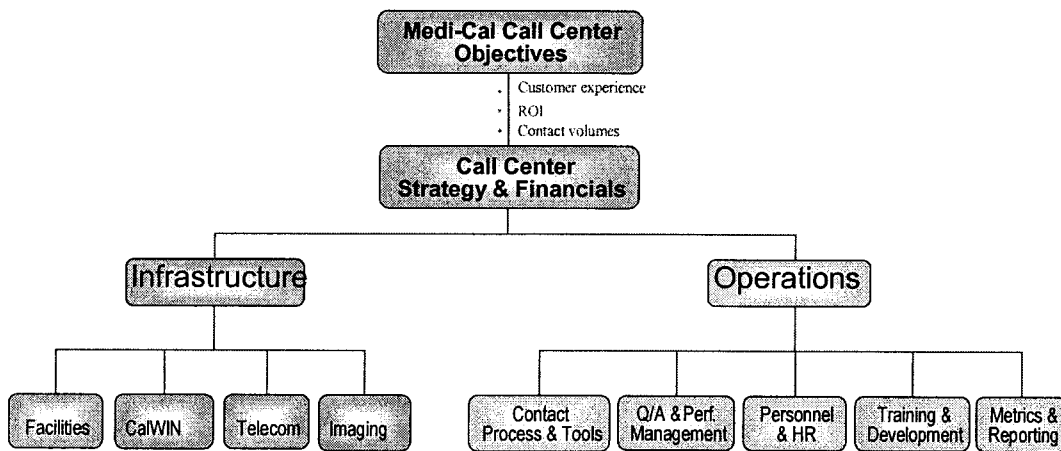 Medi-Cal Call Center
Objectives
Customer experience
ROI
Contact volumes
Call Center
Strategy & Financials
Infrastructure
Operations
Facilities
CalWIN
Telecom
Imaging
Contact
Process & Tools
Q/A & Perf.
Management
Personnel
& HR
Training &
Development
Metrics &
Reporting